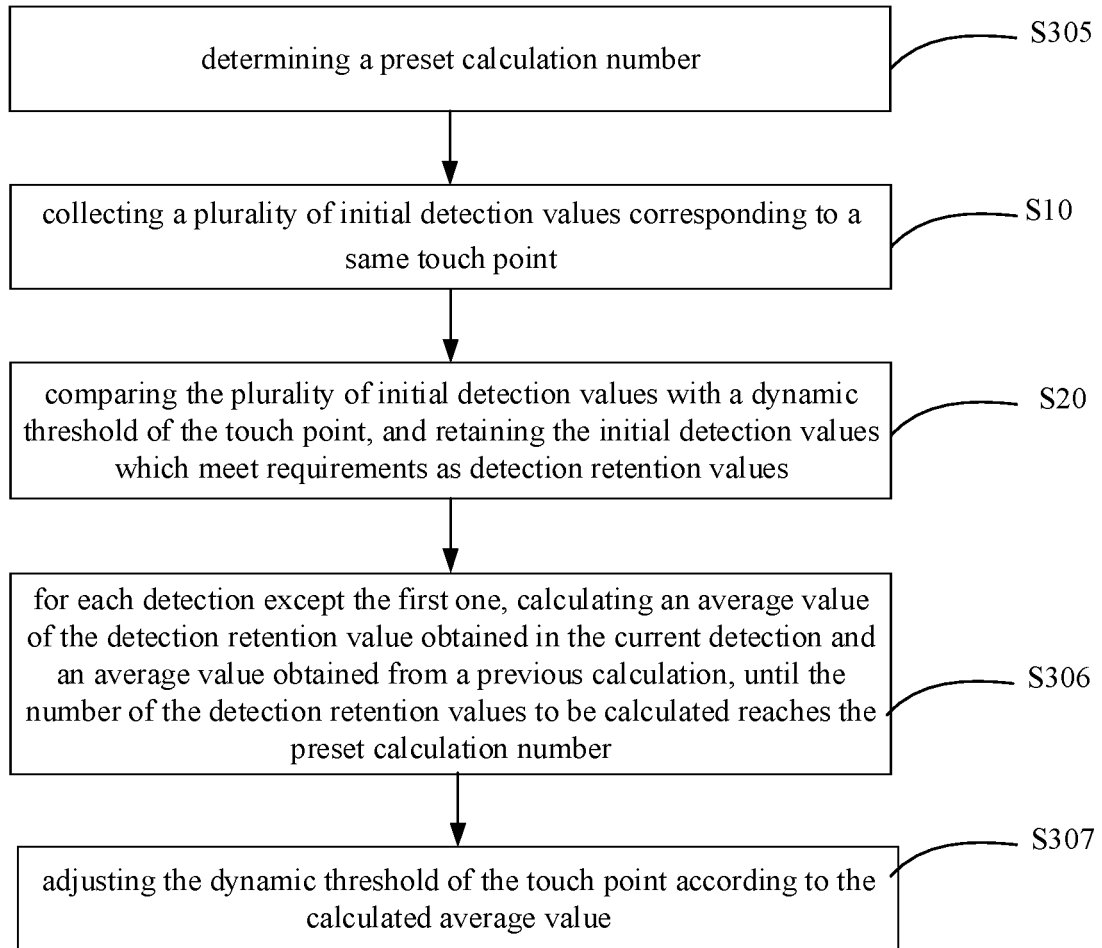 determining a preset calculation number
S305
collecting a plurality of initial detection values corresponding to a
same touch point
S10
comparing the plurality of initial detection values with a dynamic
threshold of the touch point, and retaining the initial detection values
which meet requirements as detection retention values
S20
for each detection except the first one, calculating an average value
of the detection retention value obtained in the current detection and
an average value obtained from a previous calculation, until the
number of the detection retention values to be calculated reaches the
preset calculation number
S306
adjusting the dynamic threshold of the touch point according to the
calculated average value
S307